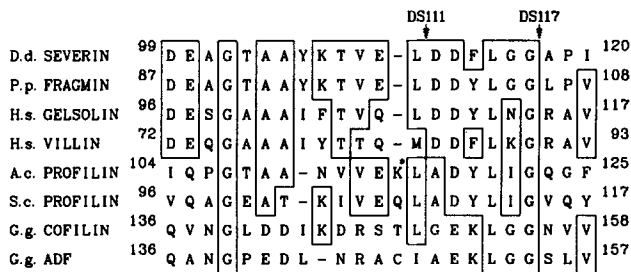 DS111 DS117
D.d. SEVERIN 99 D E A G T A A Y K T V E - L D D F L G G A P I 120
P.p. FRAGMIN 87 D E A G T A A Y K T V E - L D D Y L G G L P V 108
H.s. GELSOLIN 96 D E S G A A A I F T V Q - L D D Y L N G R A V 117
H.s. VILLIN 72 D E Q G A A A I Y T T Q - M D D F L K G R A V 93
A.c. PROFILIN 104 I Q P G T A A - N V V E K* L A D Y L I G Q G F 125
S.c. PROFILIN 96 V Q A G E A T - K I V E Q L A D Y L I G V Q Y 117
G.g. COFILIN 136 Q V N G L D D I K D R S T L G E K L G G N V V 158
G.g. ADF 136 Q A N G P E D L - N R A C I A E K L G G S L V 157